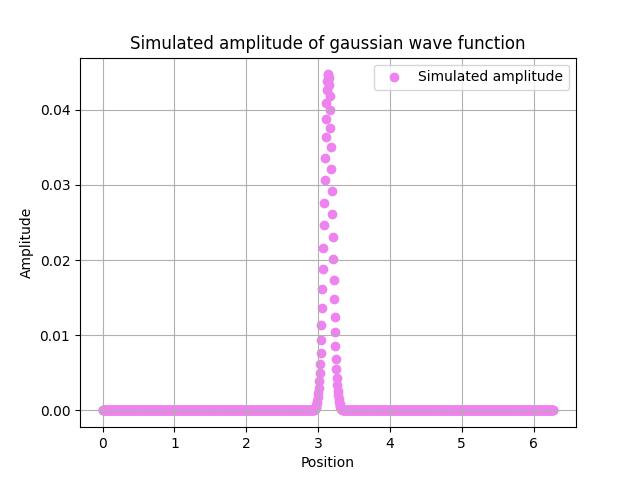 Simulated amplitude of gaussian wave function
Simulated amplitude
0.04
0.03
0.02
0.01
0.00
Amplitude
0 1 2 3 4 5 6
Position